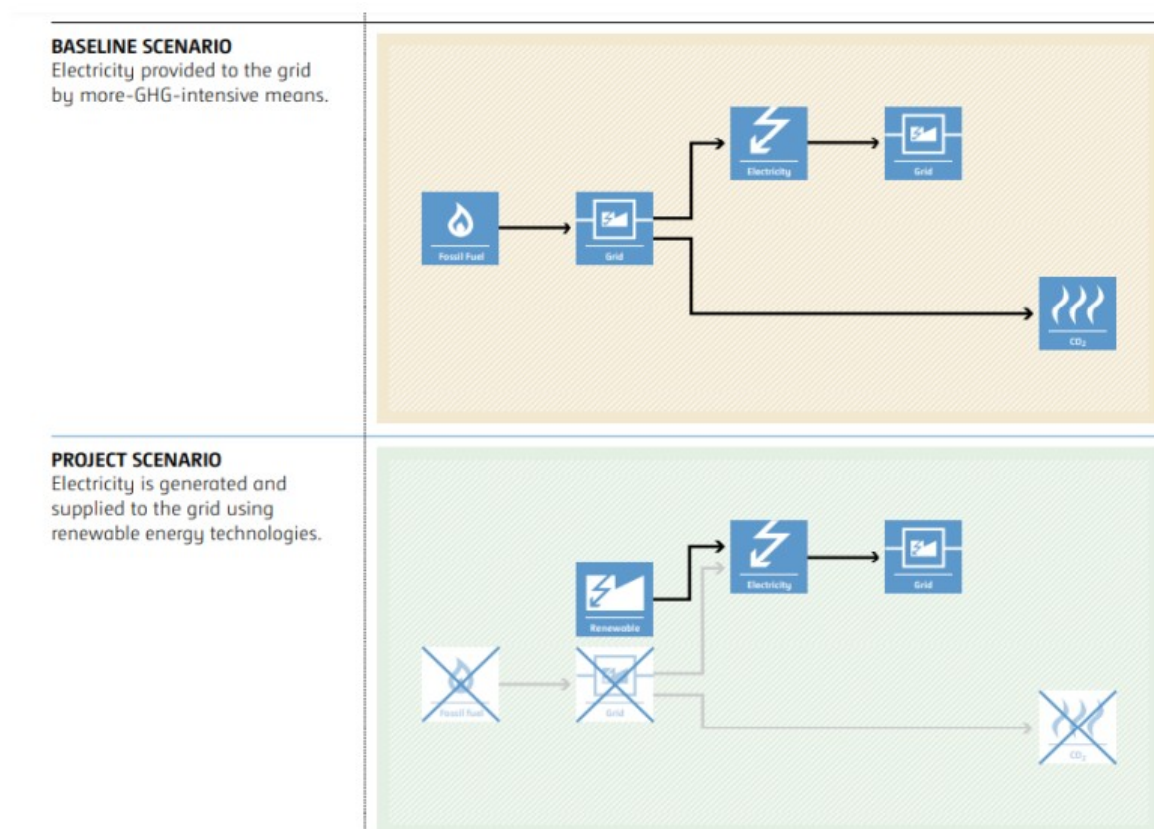 BASELINE SCENARIO
Electricity provided to the grid
by more-GHG-intensive means.
Electricity
Grid
Fossil Fuel
Grid
CO₂
PROJECT SCENARIO
Electricity is generated and
supplied to the grid using
renewable energy technologies.
Electricity
Grid
Renewable
Fossil fuel
Grid
CO₂